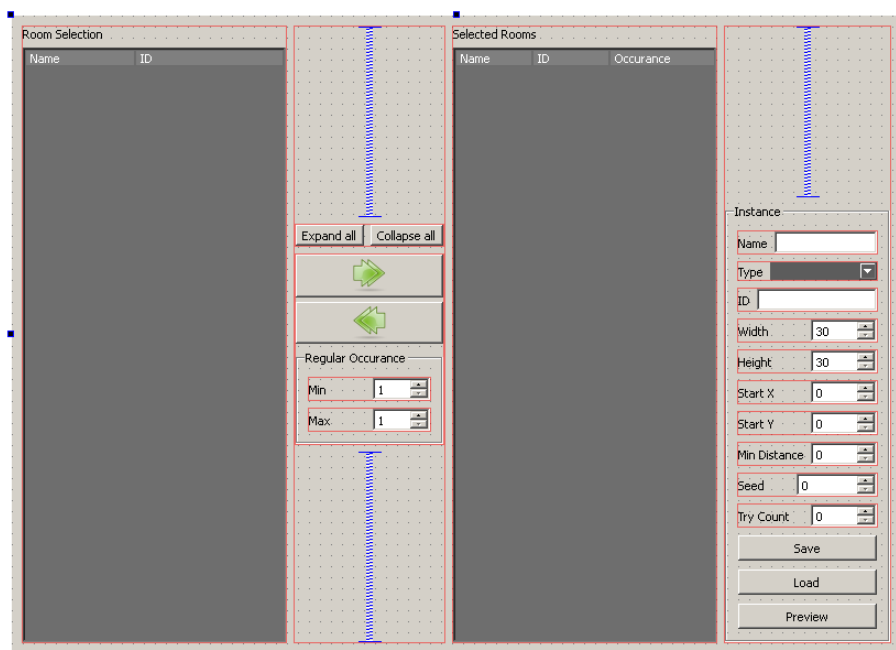 Room Selection
Name ID
Expand all Collapse all
Regular Occurance
Min 1
Max 1
Selected Rooms
Name ID Occurance
Instance
Name
Type
ID
Width 30
Height 30
Start X 0
Start Y 0
Min Distance 0
Seed 0
Try Count 0
Save
Load
Preview